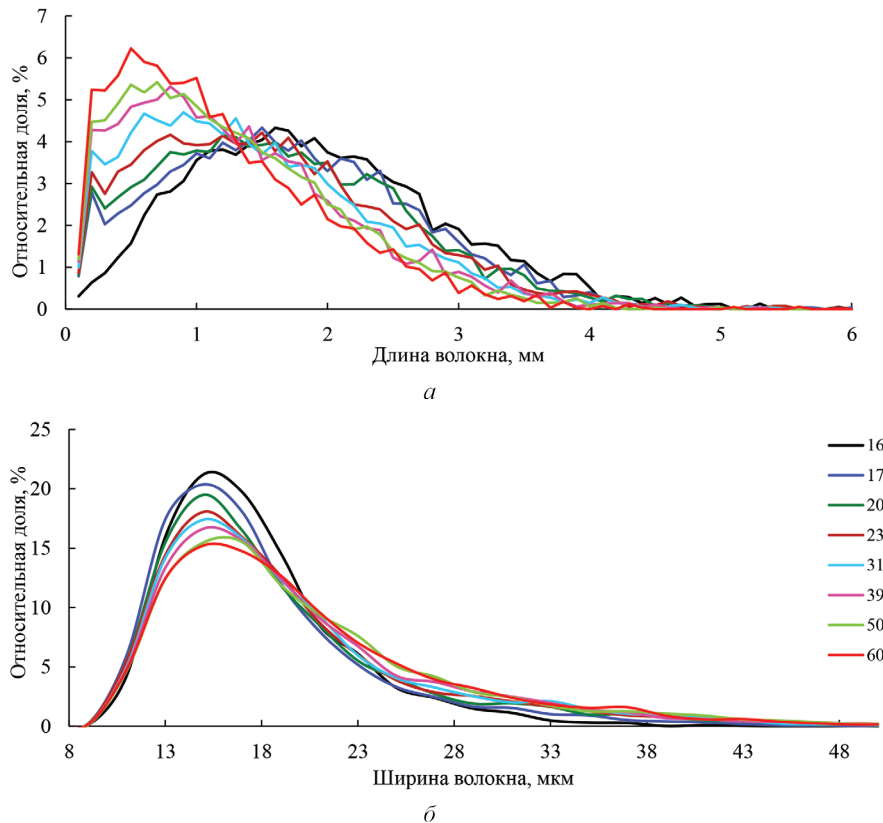 Относительная доля, %
7
6
5
4
3
2
1
0
0 1 2 3 4 5 6
Длина волокна, мм
а
Относительная доля, %
25
20
15
10
5
0
8 13 18 23 28 33 38 43 48
Ширина волокна, мкм
16
17
20
23
31
39
50
60
б